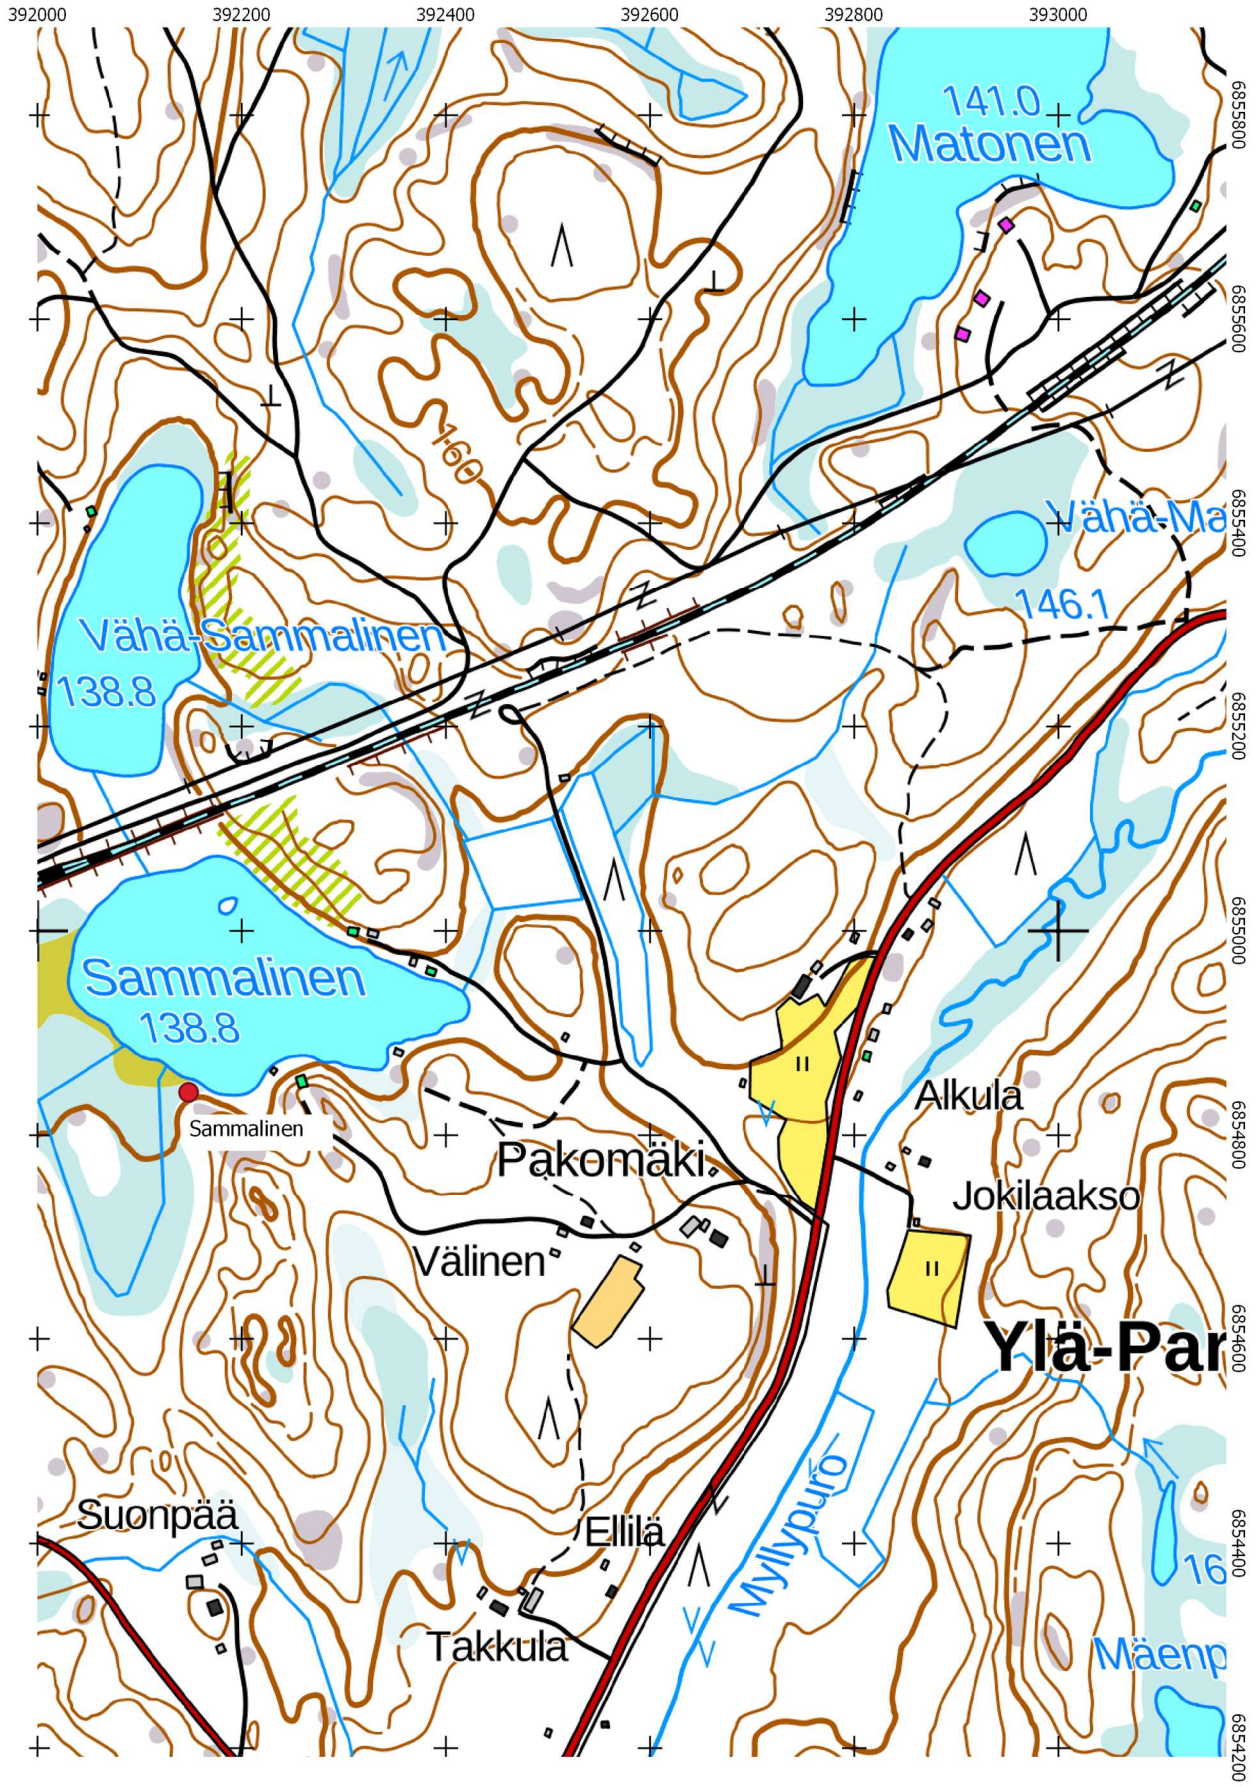 392000 392200 392400 392600 392800 393000
141.0
Matonen
6855800
6855600
160
6855400
Vähä-Ma
146.1
Vähä-Sammalinen
138.8
6855200
Sammalinen
138.8
6855000
Alkula
Sammalinen
Pakomäki
6854800
Jokilaakso
Välinen
Ylä-Par
6854600
Myllypuro
Suonpää
Ellilä
6854400
16
Takkula
Mäenp
6854200